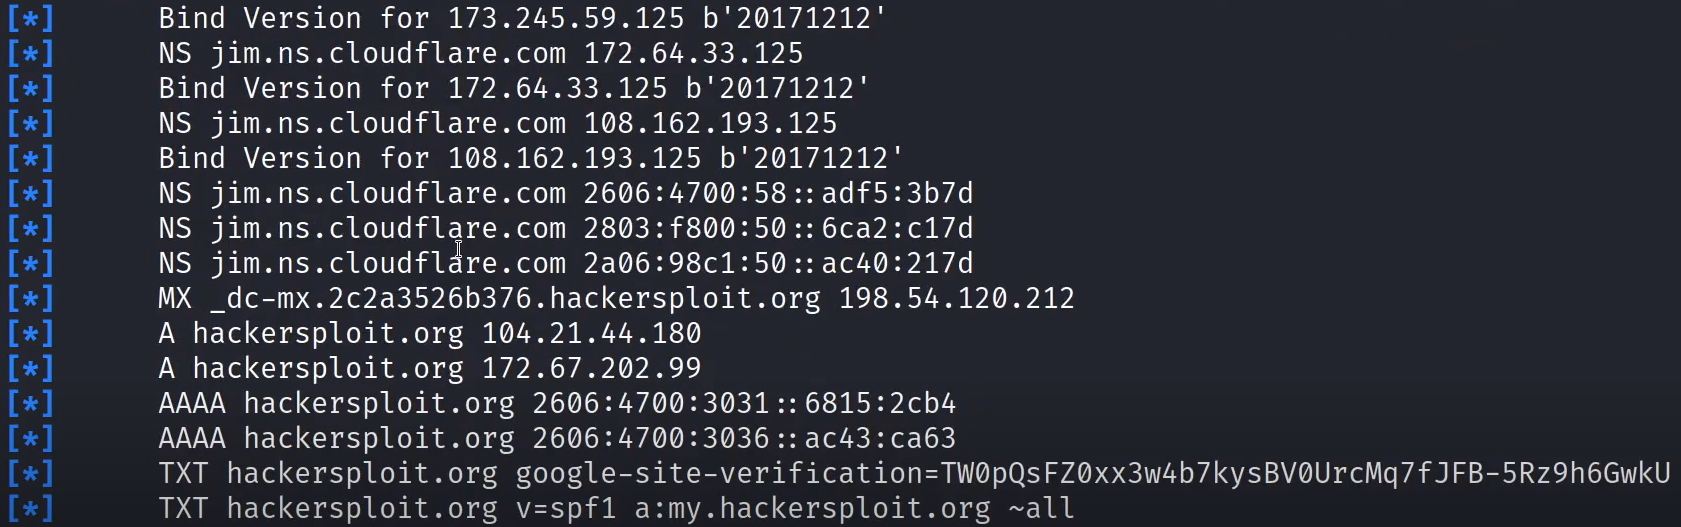 [*] Bind Version for 173.245.59.125 b'20171212'
[*] NS jim.ns.cloudflare.com 172.64.33.125
[*] Bind Version for 172.64.33.125 b'20171212'
[*] NS jim.ns.cloudflare.com 108.162.193.125
[*] Bind Version for 108.162.193.125 b'20171212'
[*] NS jim.ns.cloudflare.com 2606:4700:58::adf5:3b7d
[*] NS jim.ns.cloudflare.com 2803:f800:50::6ca2:c17d
[*] NS jim.ns.cloudflare.com 2a06:98c1:50::ac40:217d
[*] MX _dc-mx.2c2a3526b376.hackersploit.org 198.54.120.212
[*] A hackersploit.org 104.21.44.180
[*] A hackersploit.org 172.67.202.99
[*] AAAA hackersploit.org 2606:4700:3031::6815:2cb4
[*] AAAA hackersploit.org 2606:4700:3036::ac43:ca63
[*] TXT hackersploit.org google-site-verification=TW0pQsFZ0xx3w4b7kysBV0UrcMq7fJFB-5Rz9h6GwkU
[*] TXT hackersploit.org v=spf1 a:my.hackersploit.org ~all